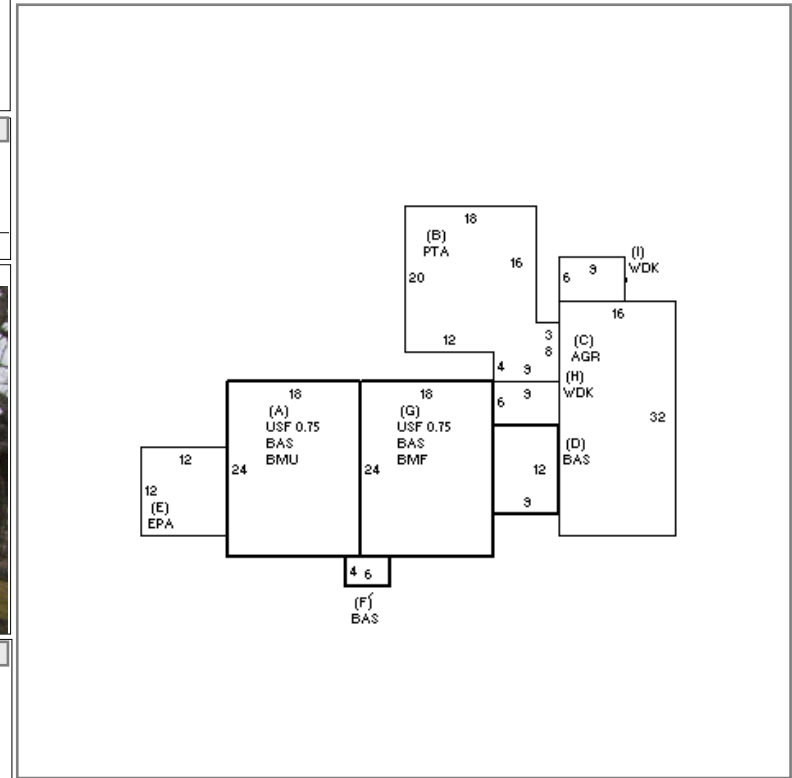 18
(B)
PTA
16
20
12
(I)
WDK
6 9
16
3
8
(C)
AGR
4 9
(H)
WDK
6 9
32
18
(A)
USF 0.75
BAS
BMU
24
18
(G)
USF 0.75
BAS
BMF
24
12
12
(E)
EPA
(D)
BAS
12
9
4 6
(F)
BAS